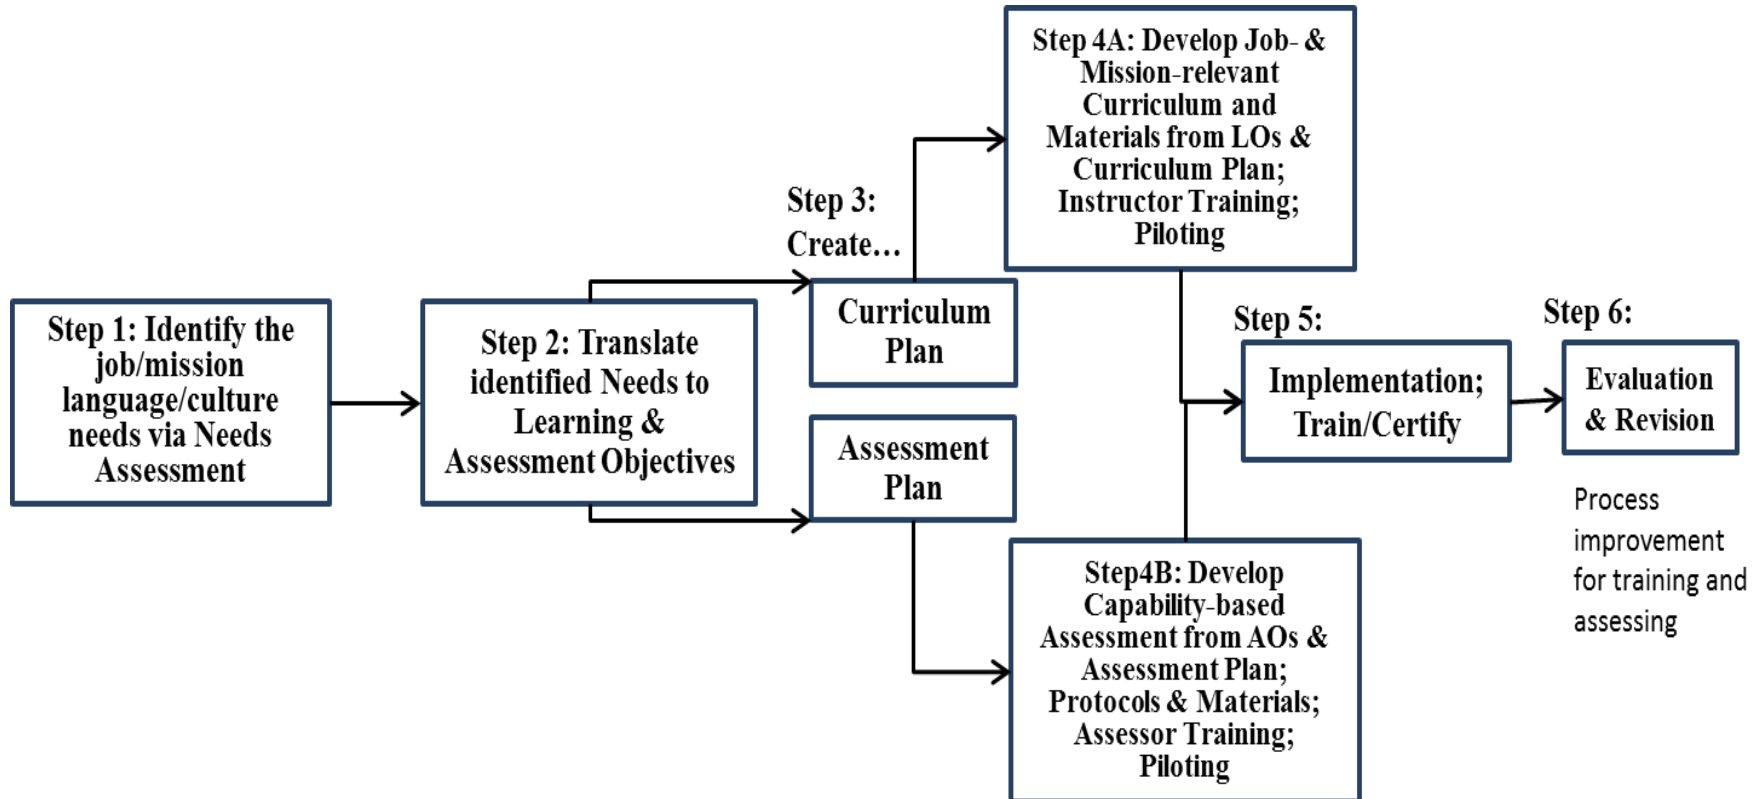 Step 1: Identify the
job/mission
language/culture
needs via Needs
Assessment
Step 2: Translate
identified Needs to
Learning &
Assessment Objectives
Step 3:
Create…
Curriculum
Plan
Assessment
Plan
Step 4A: Develop Job- &
Mission-relevant
Curriculum and
Materials from LOs &
Curriculum Plan;
Instructor Training;
Piloting
Step4B: Develop
Capability-based
Assessment from AOs &
Assessment Plan;
Protocols & Materials;
Assessor Training;
Piloting
Step 5:
Implementation;
Train/Certify
Step 6:
Evaluation
& Revision
Process
improvement
for training and
assessing